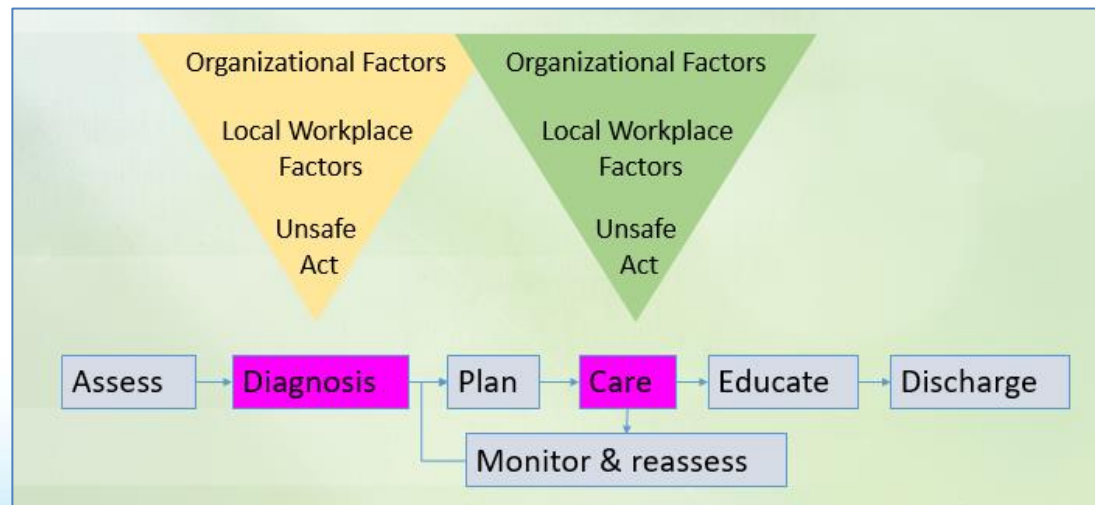 Organizational Factors
Local Workplace
Factors
Unsafe
Act
Organizational Factors
Local Workplace
Factors
Unsafe
Act
Assess
Diagnosis
Plan
Care
Educate
Discharge
Monitor & reassess